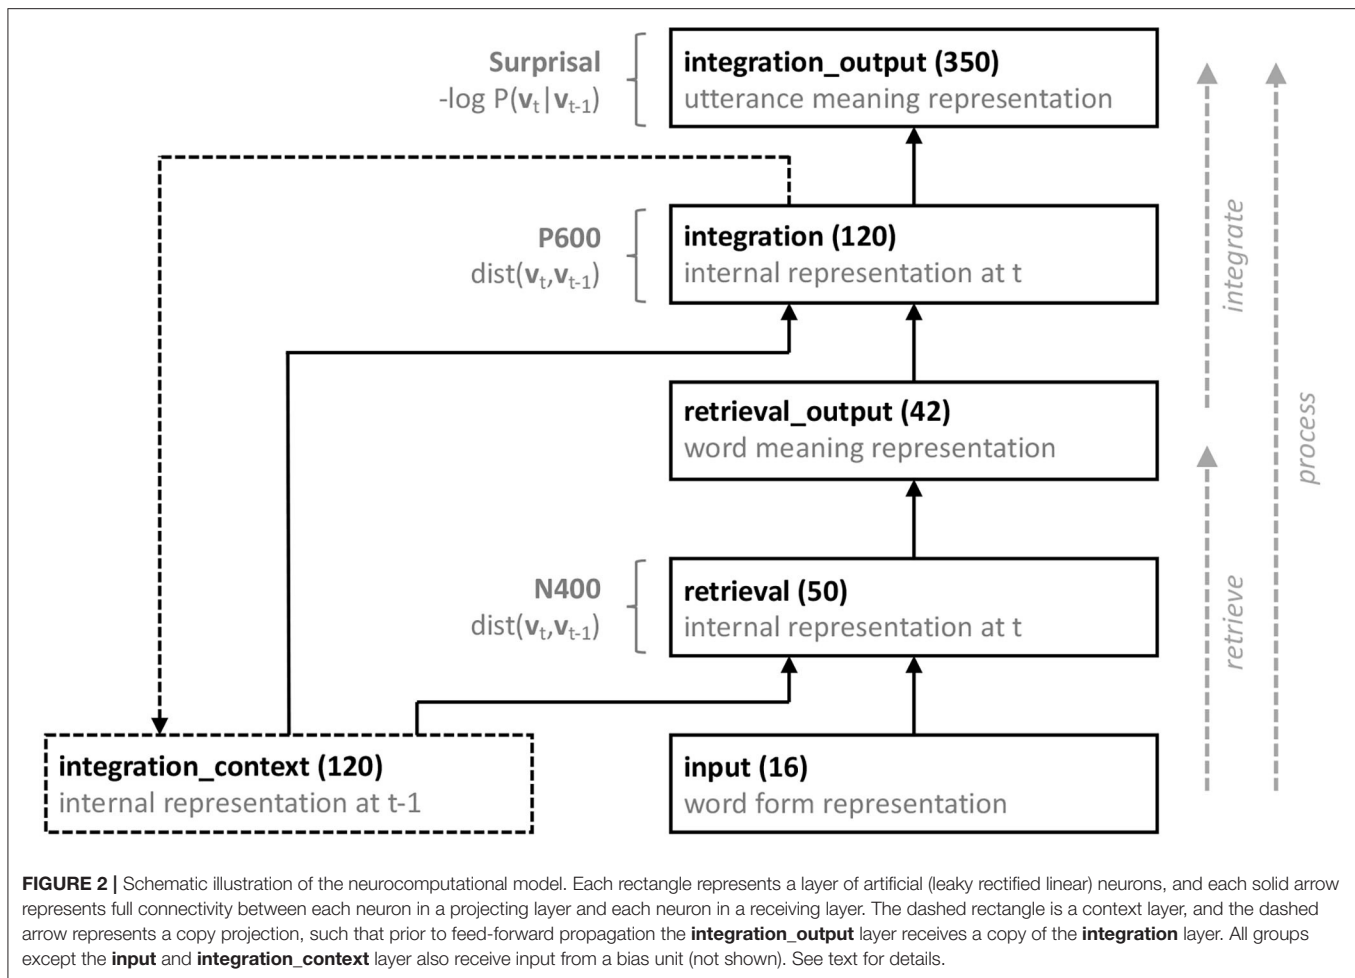 Surprisal
-log P(vt|vt-1)
integration_output (350)
utterance meaning representation
P600
dist(vt,vt-1)
integration (120)
internal representation at t
retrieval_output (42)
word meaning representation
N400
dist(vt,vt-1)
retrieval (50)
internal representation at t
integration_context (120)
internal representation at t-1
input (16)
word form representation
integrate
process
retrieve
FIGURE 2 | Schematic illustration of the neurocomputational model. Each rectangle represents a layer of artificial (leaky rectified linear) neurons, and each solid arrow
represents full connectivity between each neuron in a projecting layer and each neuron in a receiving layer. The dashed rectangle is a context layer, and the dashed
arrow represents a copy projection, such that prior to feed-forward propagation the integration_output layer receives a copy of the integration layer. All groups
except the input and integration_context layer also receive input from a bias unit (not shown). See text for details.